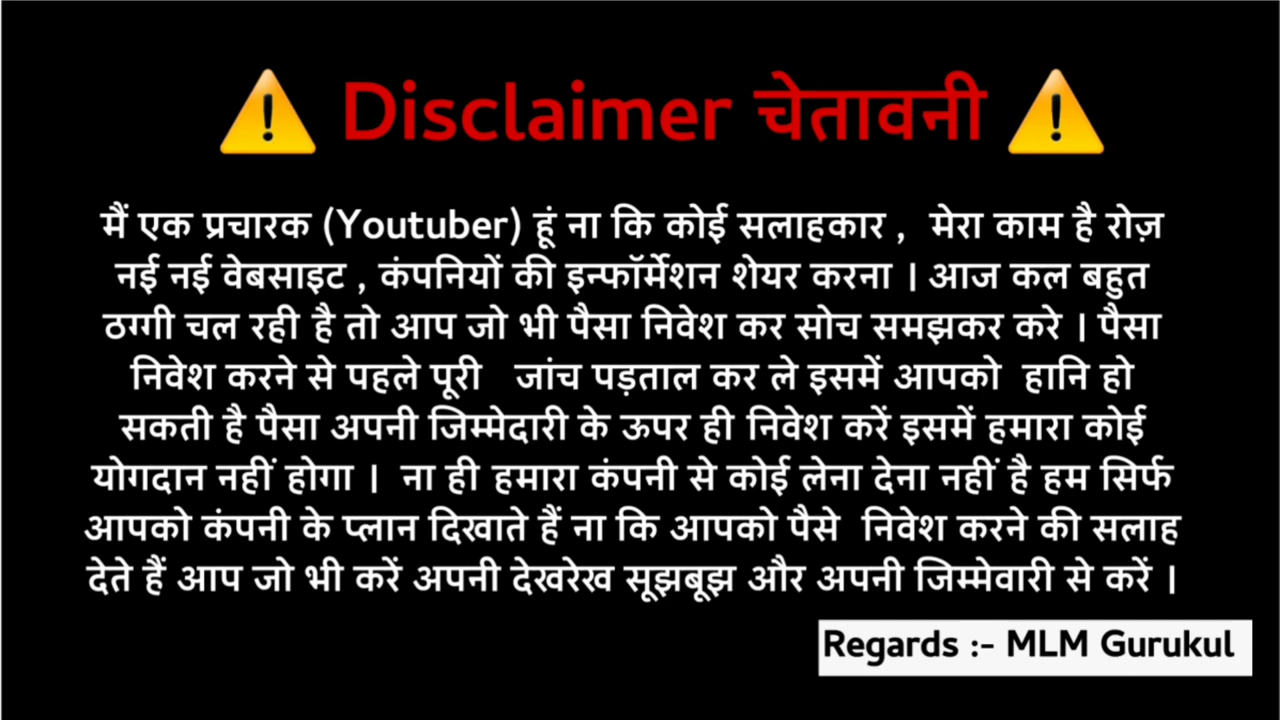 ⚠ Disclaimer चेतावनी ⚠
मैं एक प्रचारक (Youtuber) हूं ना कि कोई सलाहकार , मेरा काम है रोज़
नई नई वेबसाइट , कंपनियों की इन्फॉर्मेशन शेयर करना । आज कल बहुत
ठग्गी चल रही है तो आप जो भी पैसा निवेश कर सोच समझकर करे । पैसा
निवेश करने से पहले पूरी जांच पड़ताल कर ले इसमें आपको हानि हो
सकती है पैसा अपनी जिम्मेदारी के ऊपर ही निवेश करें इसमें हमारा कोई
योगदान नहीं होगा । ना ही हमारा कंपनी से कोई लेना देना नहीं है हम सिर्फ
आपको कंपनी के प्लान दिखाते हैं ना कि आपको पैसे निवेश करने की सलाह
देते हैं आप जो भी करें अपनी देखरेख सूझबूझ और अपनी जिम्मेवारी से करें ।
Regards :- MLM Gurukul